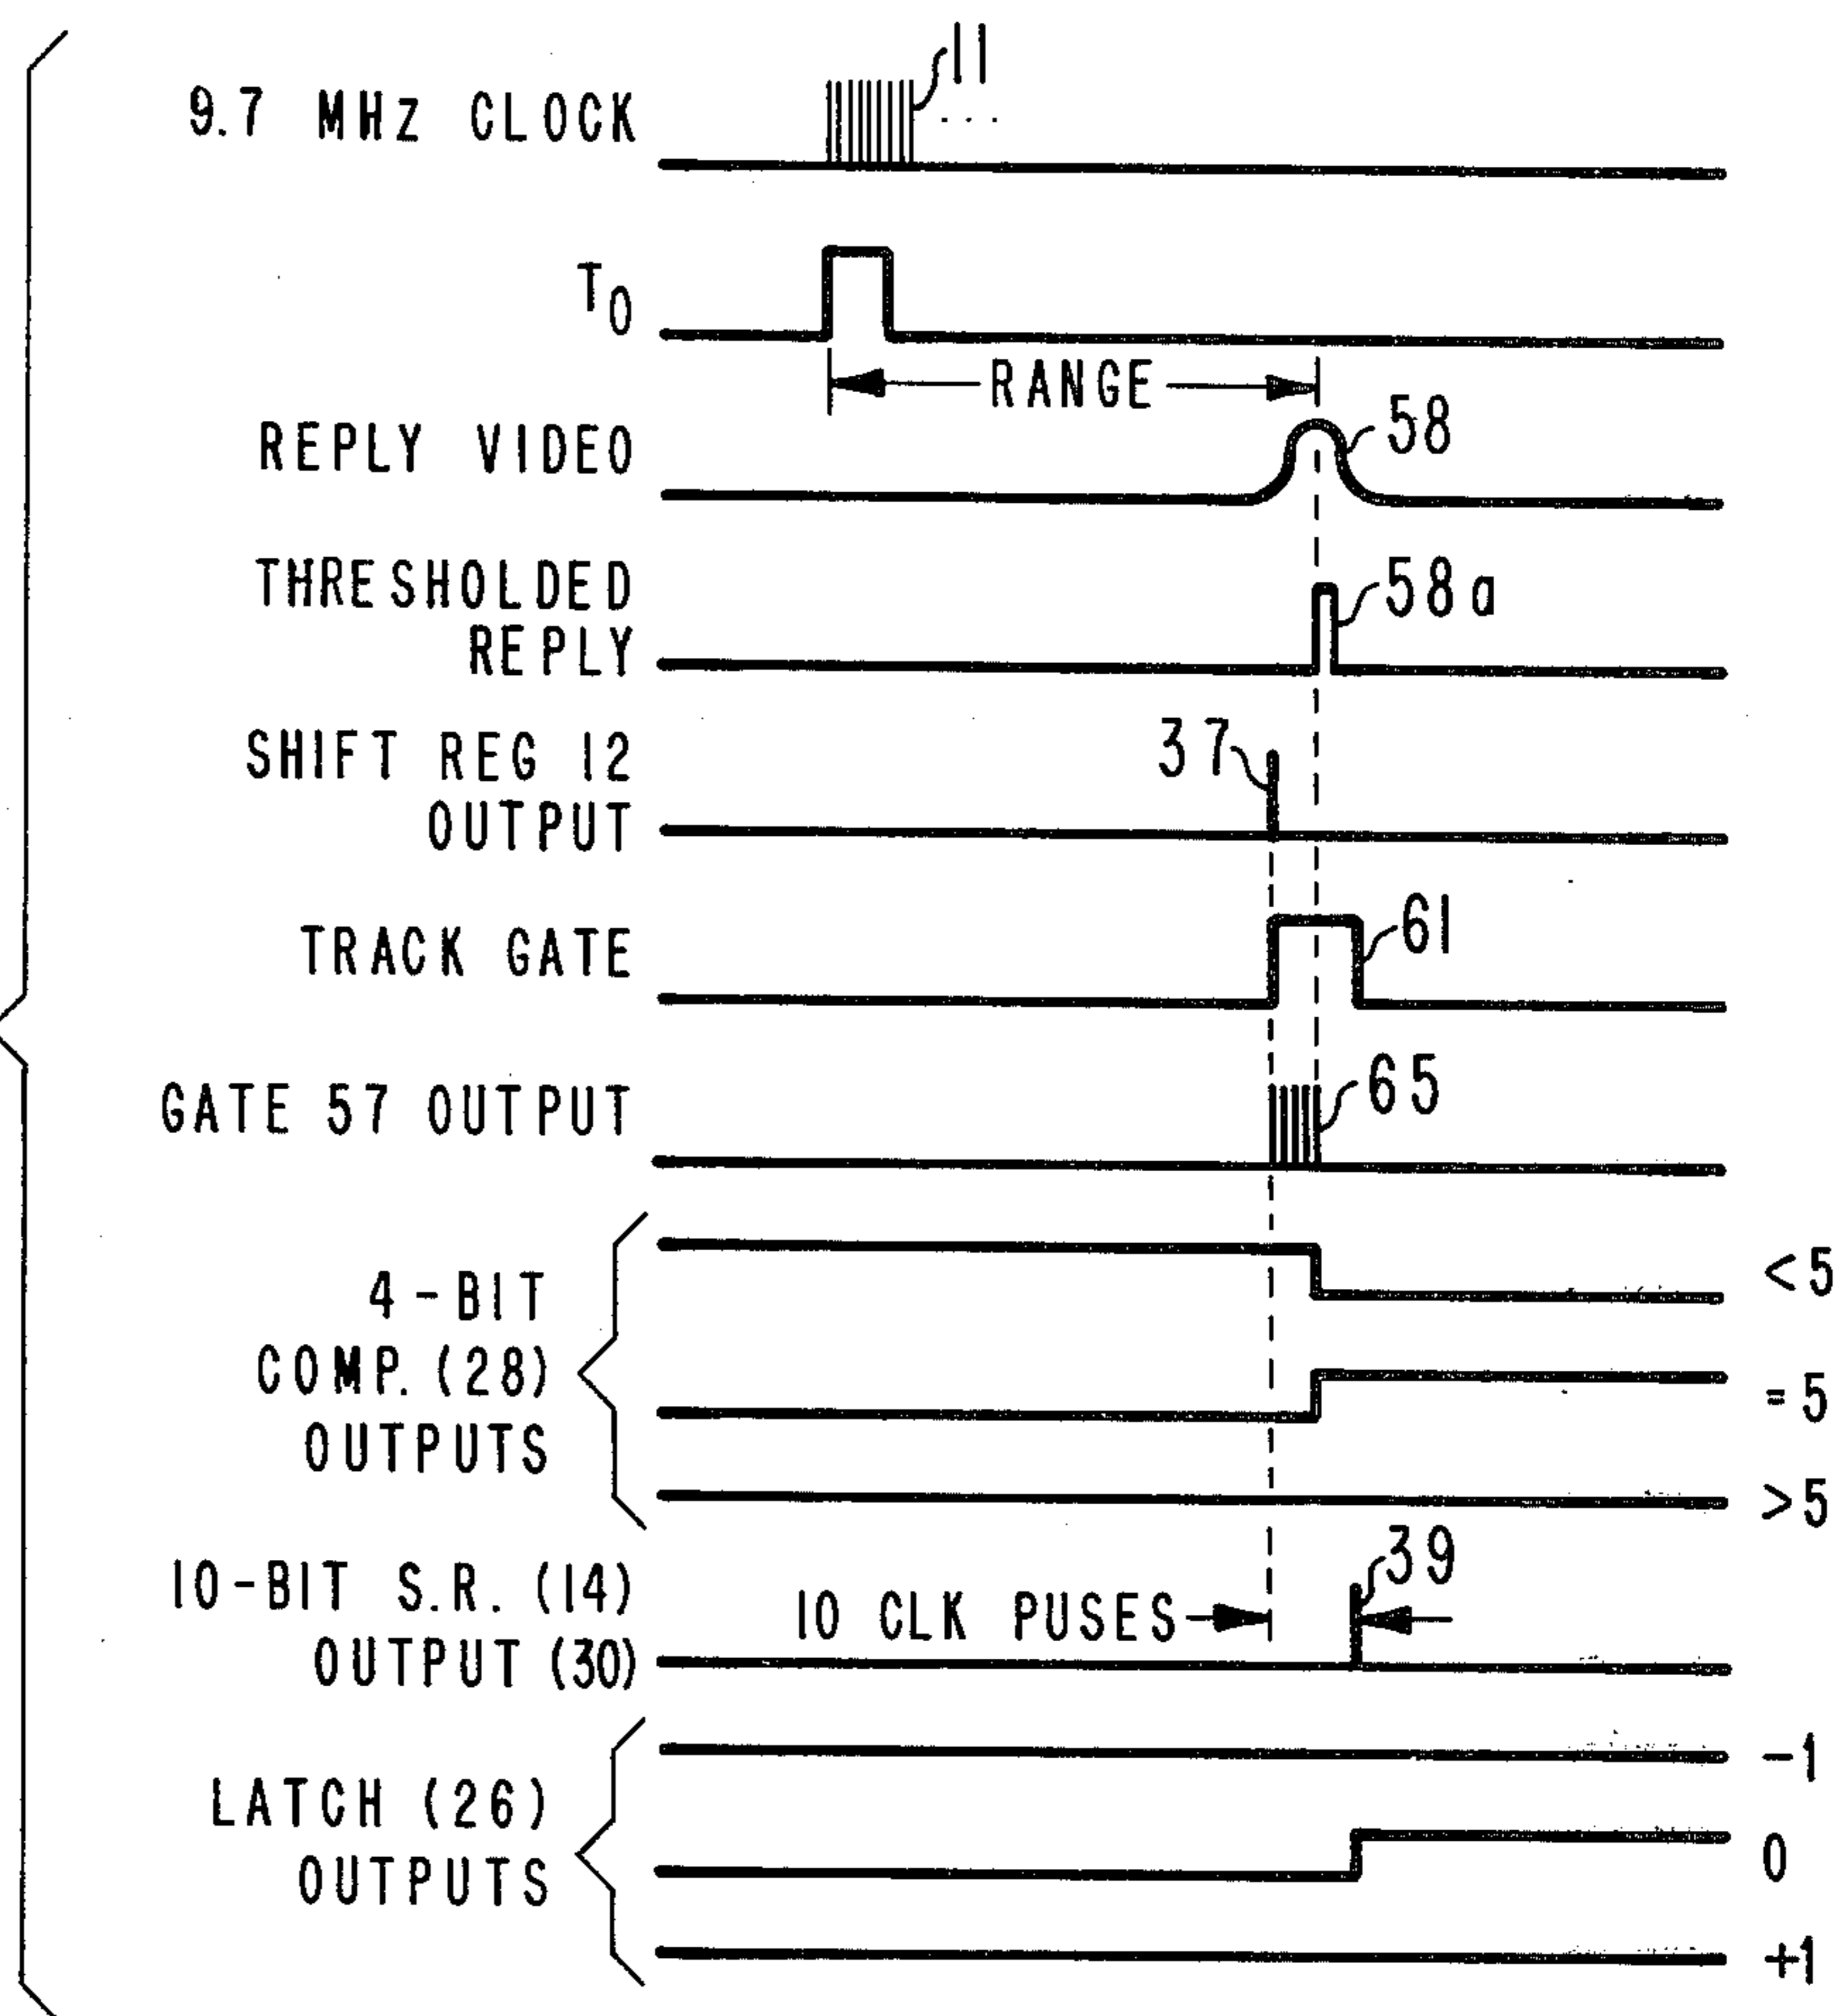 9.7 MHz CLOCK
11
...
T0
RANGE
REPLY VIDEO
58
THRESHOLDED
REPLY
58a
SHIFT REG 12
OUTPUT
37
TRACK GATE
61
GATE 57 OUTPUT
65
4-BIT
COMP. (28)
OUTPUTS
<5
=5
>5
10-BIT S.R. (14)
OUTPUT (30)
10 CLK PUSES
39
LATCH (26)
OUTPUTS
-1
0
+1